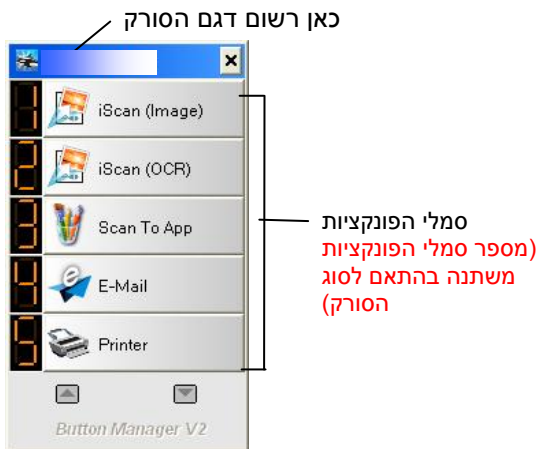 כאן רשום דגם הסורק
1 iScan (Image)
2 iScan (OCR)
3 Scan To App
4 E-Mail
5 Printer
Button Manager V2
סמלי הפונקציות
(מספר סמלי הפונקציות
משתנה בהתאם לסוג
הסורק)